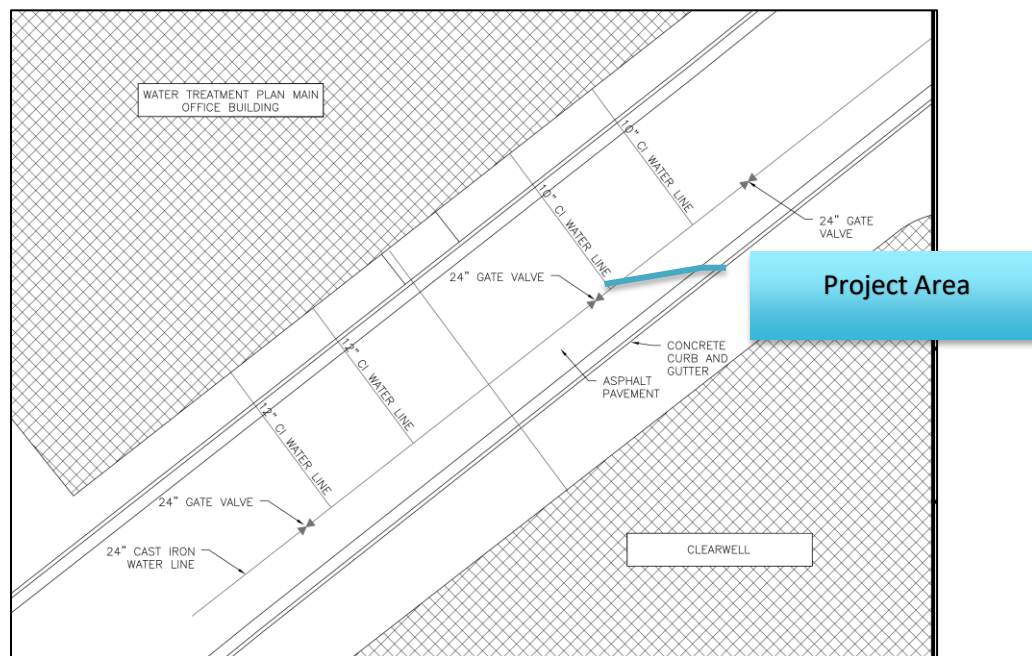 WATER TREATMENT PLAN MAIN
OFFICE BUILDING
10" CI WATER LINE
10" CI WATER LINE
24" GATE
VALVE
24" GATE VALVE
Project Area
12" CI WATER LINE
CONCRETE
CURB AND
GUTTER
ASPHALT
PAVEMENT
12" CI WATER LINE
24" GATE VALVE
24" CAST IRON
WATER LINE
CLEARWELL